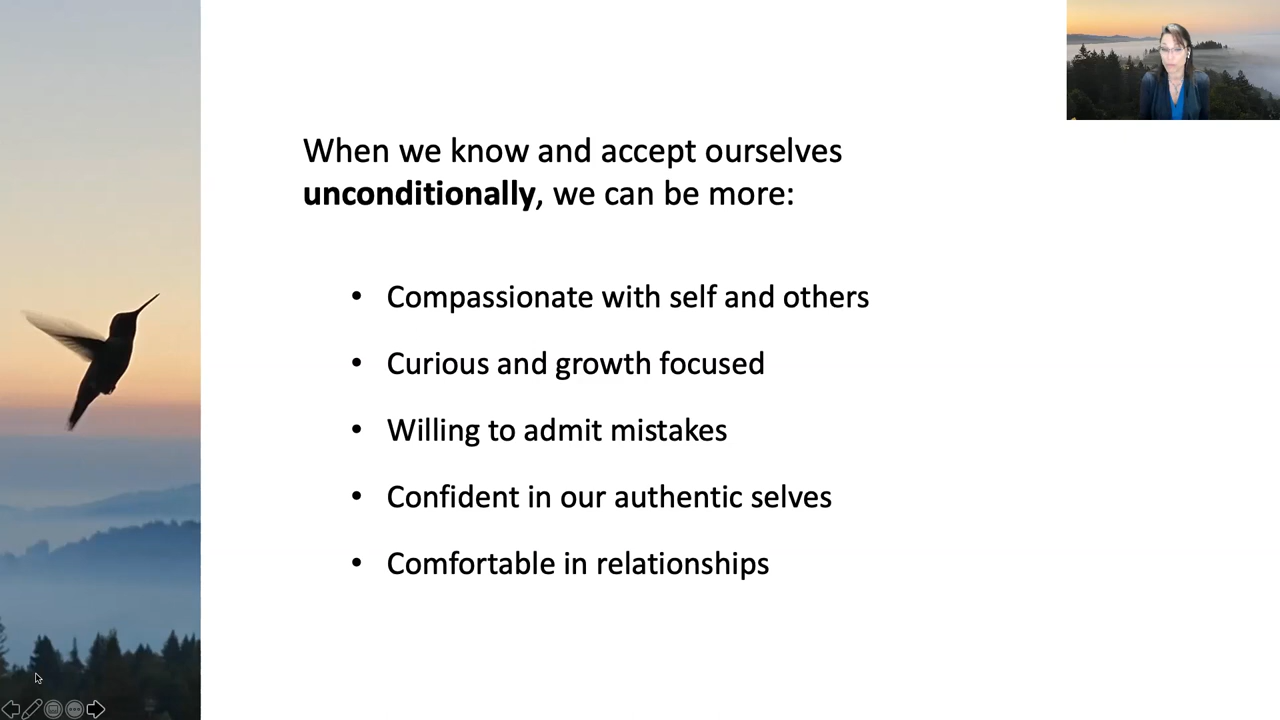 When we know and accept ourselves
unconditionally, we can be more:
• Compassionate with self and others
• Curious and growth focused
• Willing to admit mistakes
• Confident in our authentic selves
• Comfortable in relationships